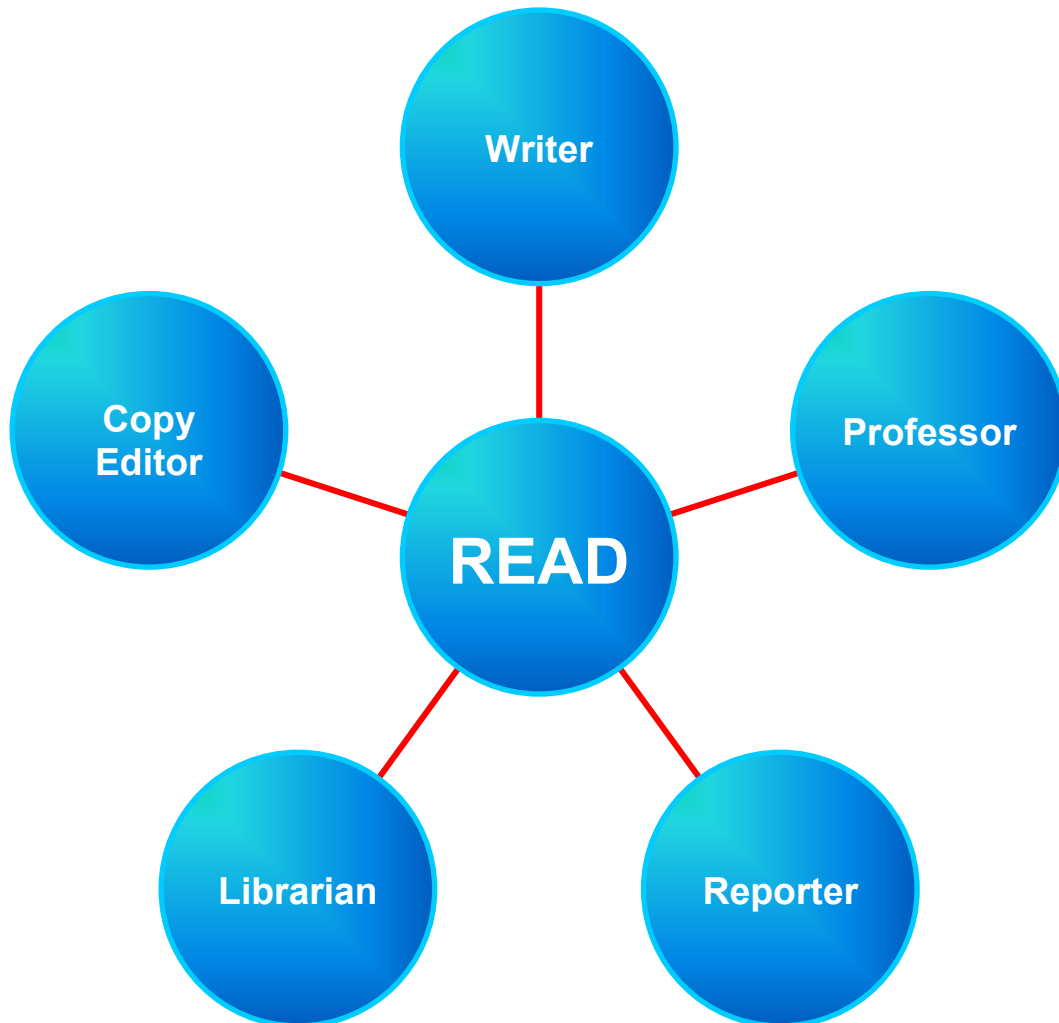 Writer
Copy
Editor
Professor
READ
Librarian
Reporter